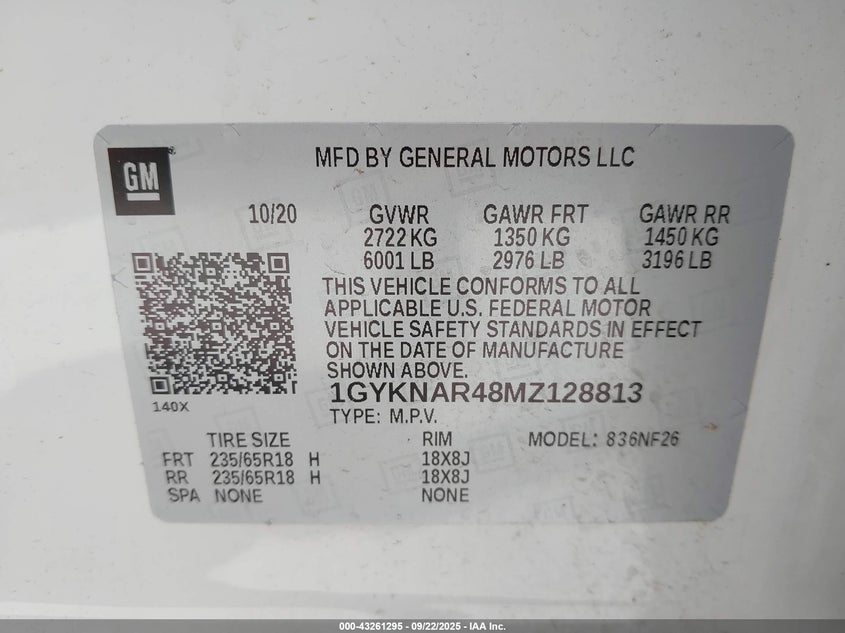 GM
MFD BY GENERAL MOTORS LLC
10/20 GVWR GAWR FRT GAWR RR
2722 KG 1350 KG 1450 KG
6001 LB 2976 LB 3196 LB
THIS VEHICLE CONFORMS TO ALL
APPLICABLE U.S. FEDERAL MOTOR
VEHICLE SAFETY STANDARDS IN EFFECT
ON THE DATE OF MANUFACTURE
SHOWN ABOVE.
1GYKNAR48MZ128813
140X
TYPE: M.P.V.
TIRE SIZE RIM MODEL: 836NF26
FRT 235/65R18 H 18X8J
RR 235/65R18 H 18X8J
SPA NONE NONE
000-43261295 - 09/22/2025 - IAA Inc.